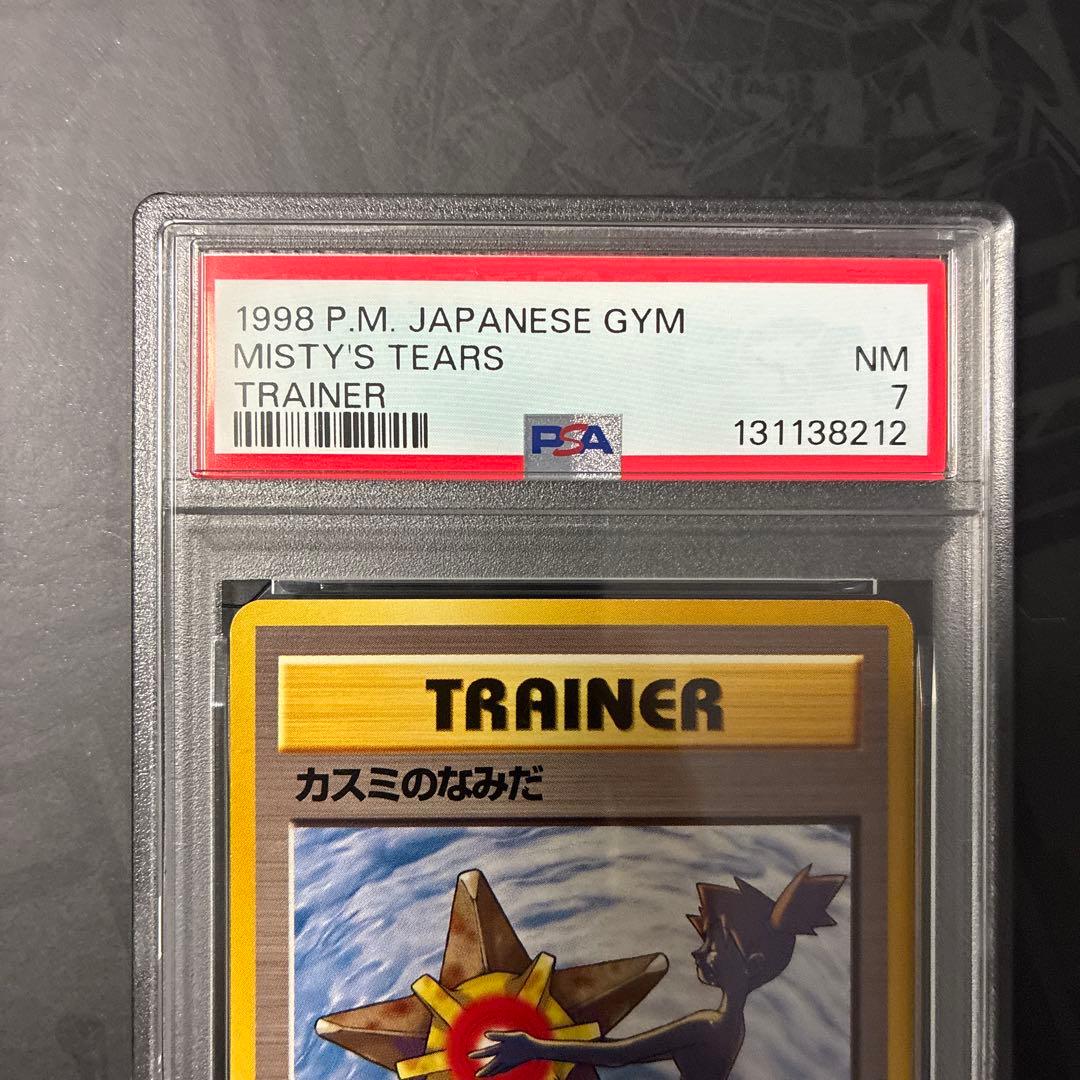 1998 P.M. JAPANESE GYM
MISTY'S TEARS NM
TRAINER 7
PSA 131138212
TRAINER
カスミのなみだ